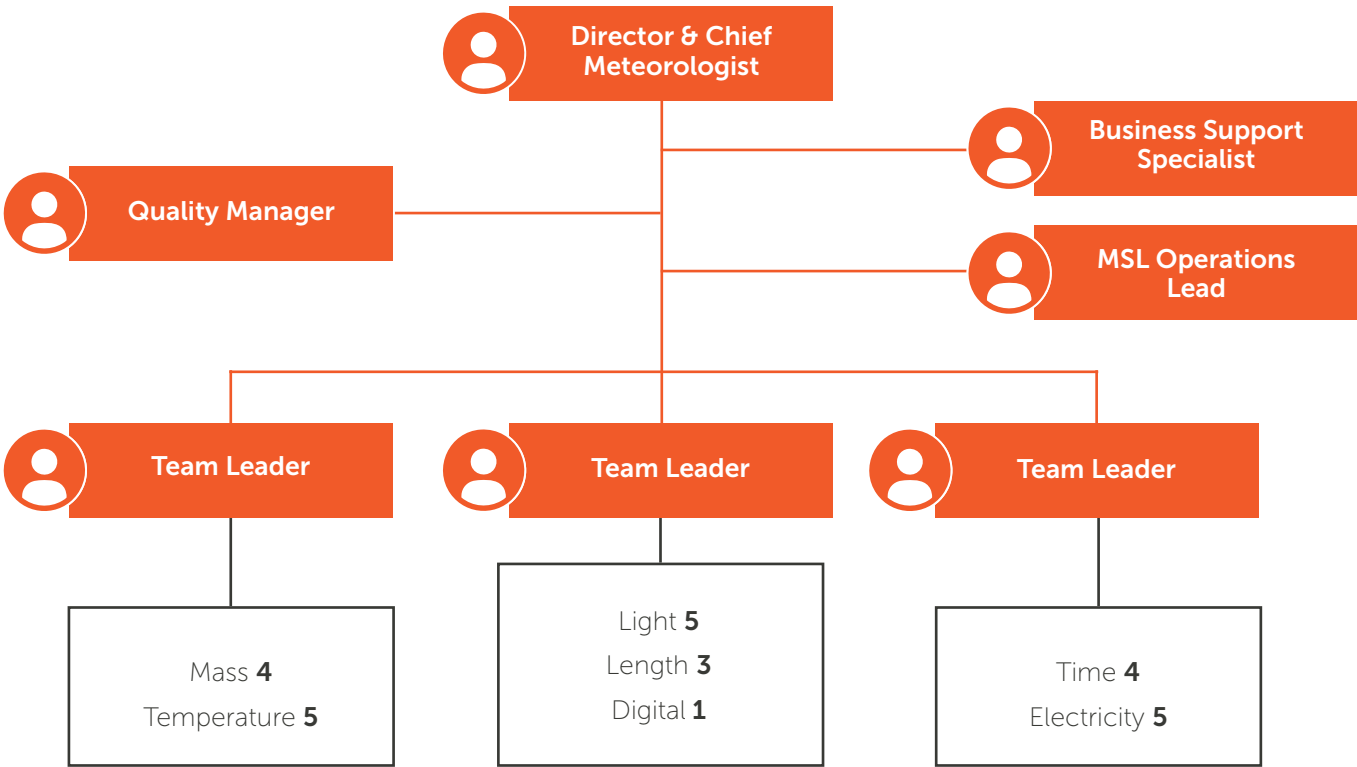 Director & Chief
Meteorologist
Business Support
Specialist
Quality Manager
MSL Operations
Lead
Team Leader
Team Leader
Team Leader
Mass 4
Temperature 5
Light 5
Length 3
Digital 1
Time 4
Electricity 5